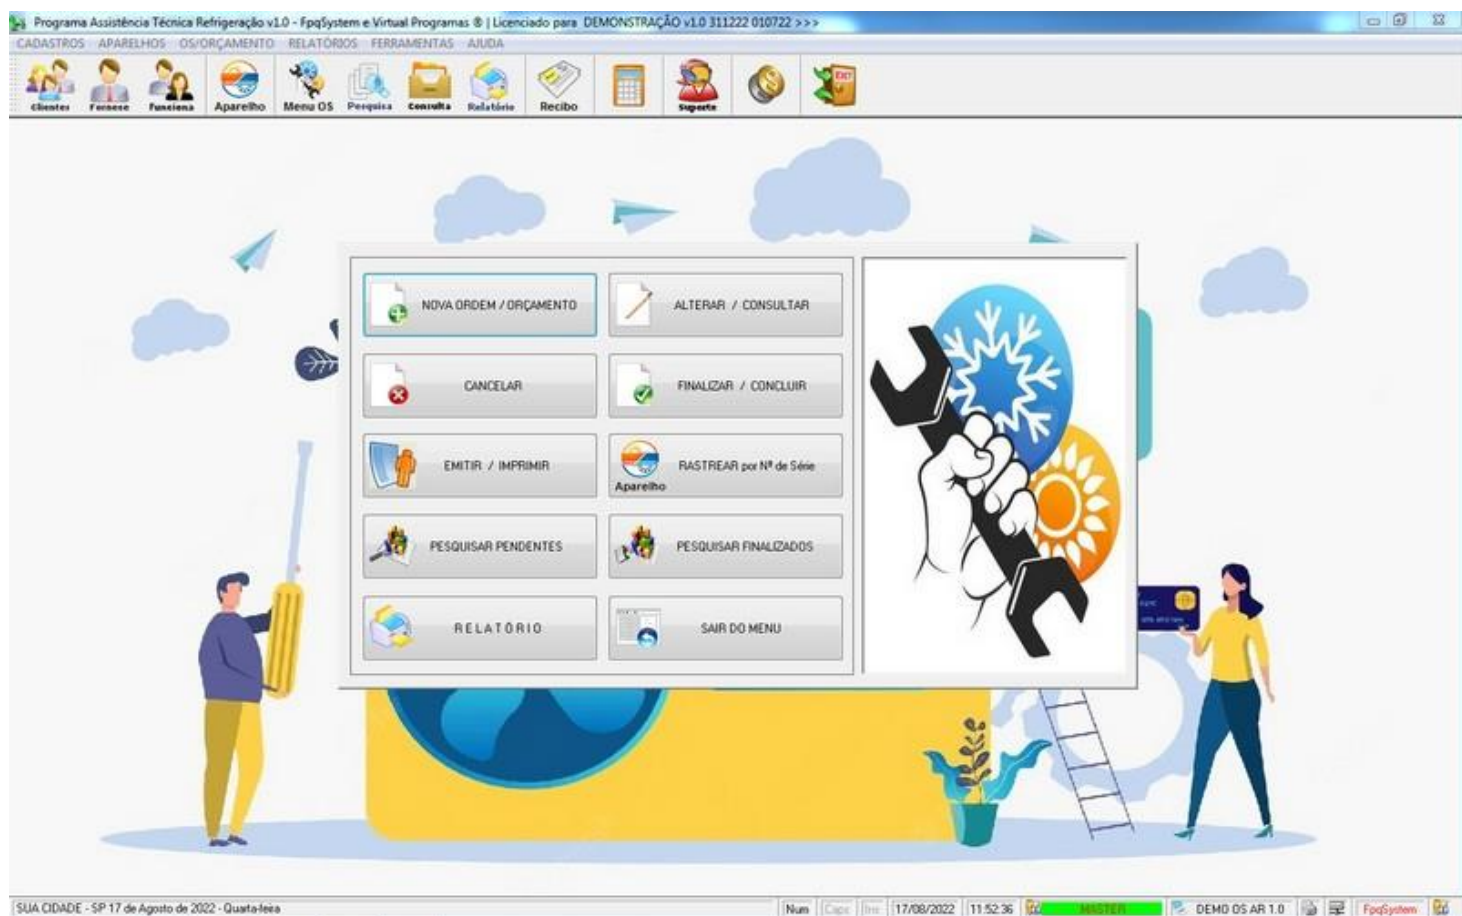 Programa Assistência Técnica Refrigeração v1.0 - FpqSystem e Virtual Programas ® | Licenciado para DEMONSTRAÇÃO v1.0 311222 010722 >>>
CADASTROS APARELHOS OS/ORÇAMENTO RELATÓRIOS FERRAMENTAS AJUDA
Clientes Fornece Funciona Aparelho Menu OS Pesquisa Consulta Relatório Recibo Suporte EXIT
NOVA ORDEM / ORÇAMENTO ALTERAR / CONSULTAR
CANCELAR FINALIZAR / CONCLUIR
EMITIR / IMPRIMIR RASTREAR por Nº de Série
Aparelho
PESQUISAR PENDENTES PESQUISAR FINALIZADOS
RELATÓRIO SAIR DO MENU
SUA CIDADE - SP 17 de Agosto de 2022 - Quarta-feira Num Caps Ins 17/08/2022 11:52:36 MASTER DEMO OS AR 1.0 FpqSystem